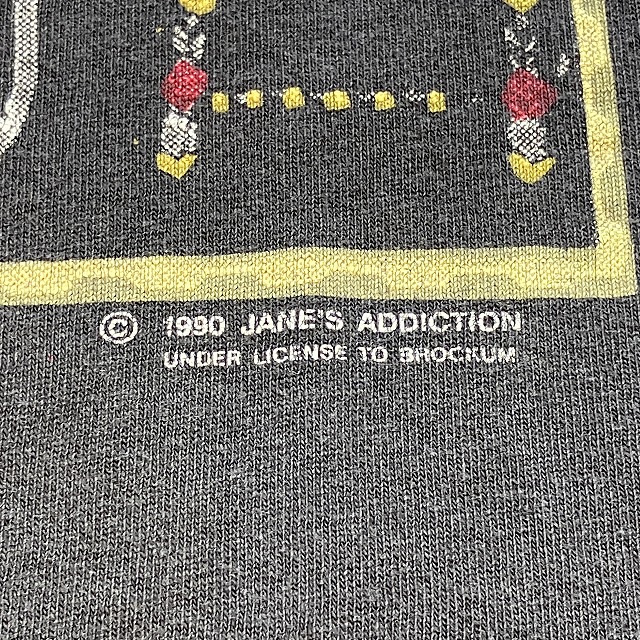 © 1990 JANE'S ADDICTION
UNDER LICENSE TO BROCKUM